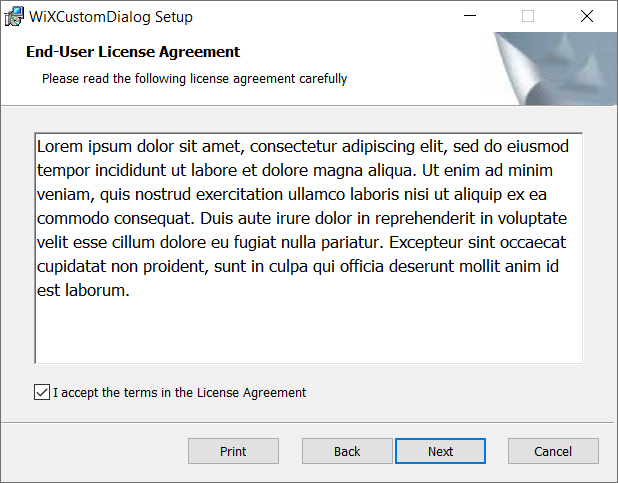 WiXCustomDialog Setup
End-User License Agreement
Please read the following license agreement carefully
Lorem ipsum dolor sit amet, consectetur adipiscing elit, sed do eiusmod
tempor incididunt ut labore et dolore magna aliqua. Ut enim ad minim
veniam, quis nostrud exercitation ullamco laboris nisi ut aliquip ex ea
commodo consequat. Duis aute irure dolor in reprehenderit in voluptate
velit esse cillum dolore eu fugiat nulla pariatur. Excepteur sint occaecat
cupidatat non proident, sunt in culpa qui officia deserunt mollit anim id
est laborum.
I accept the terms in the License Agreement
Print Back Next Cancel